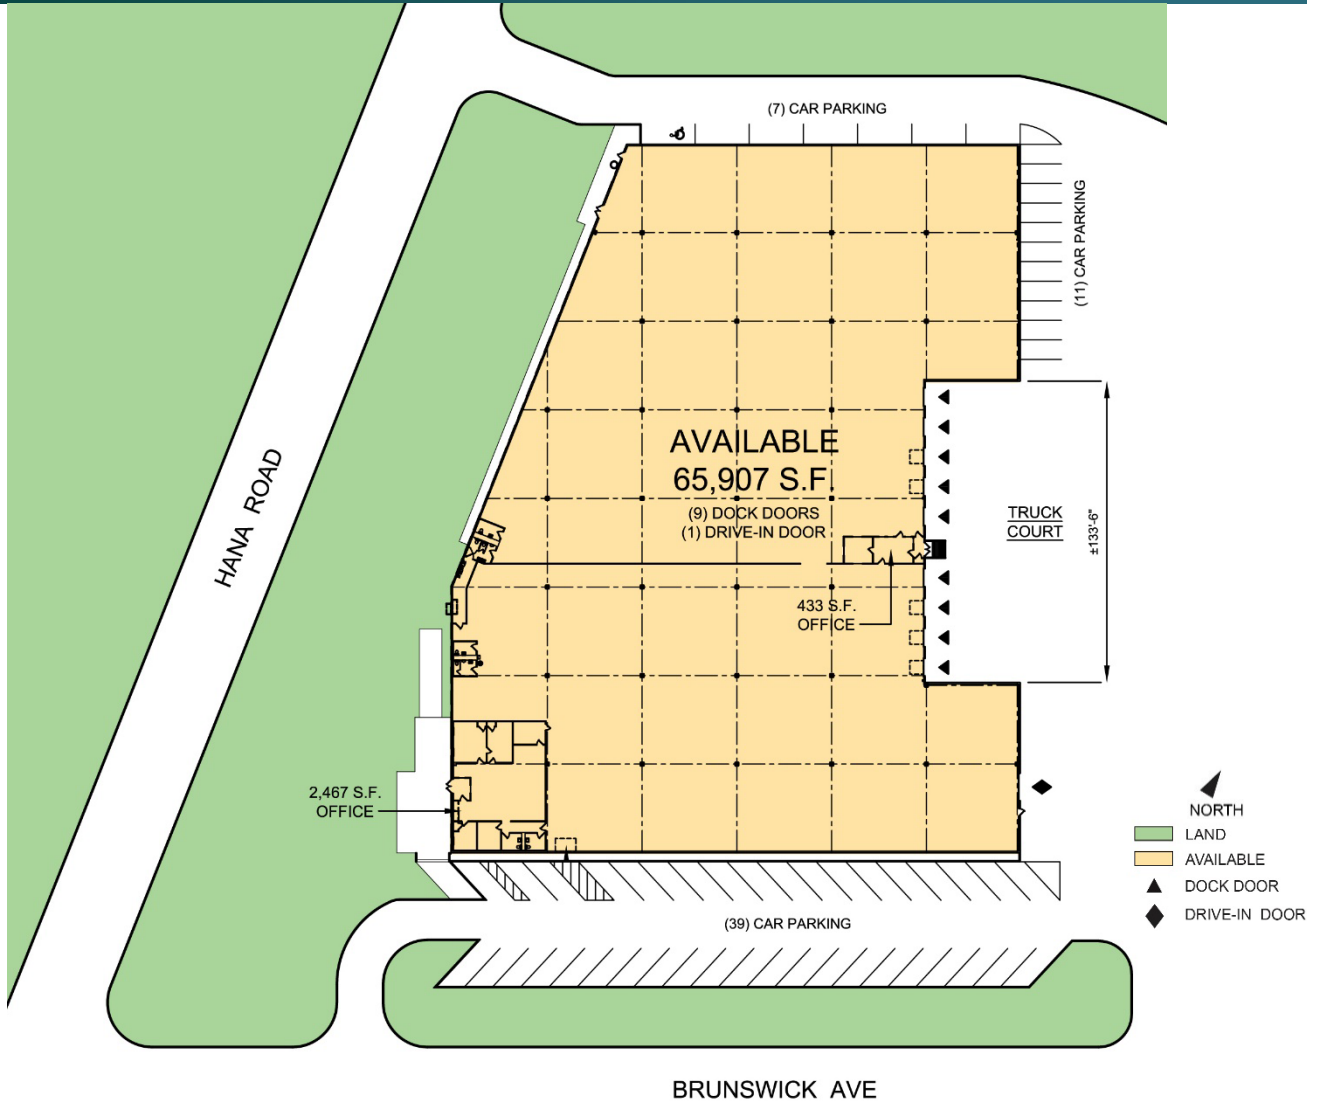 (7) CAR PARKING
(11) CAR PARKING
HANA ROAD
AVAILABLE
65,907 S.F.
(9) DOCK DOORS
(1) DRIVE-IN DOOR
TRUCK
COURT
±133'-6"
433 S.F.
OFFICE
2,467 S.F.
OFFICE
NORTH
LAND
AVAILABLE
DOCK DOOR
DRIVE-IN DOOR
(39) CAR PARKING
BRUNSWICK AVE